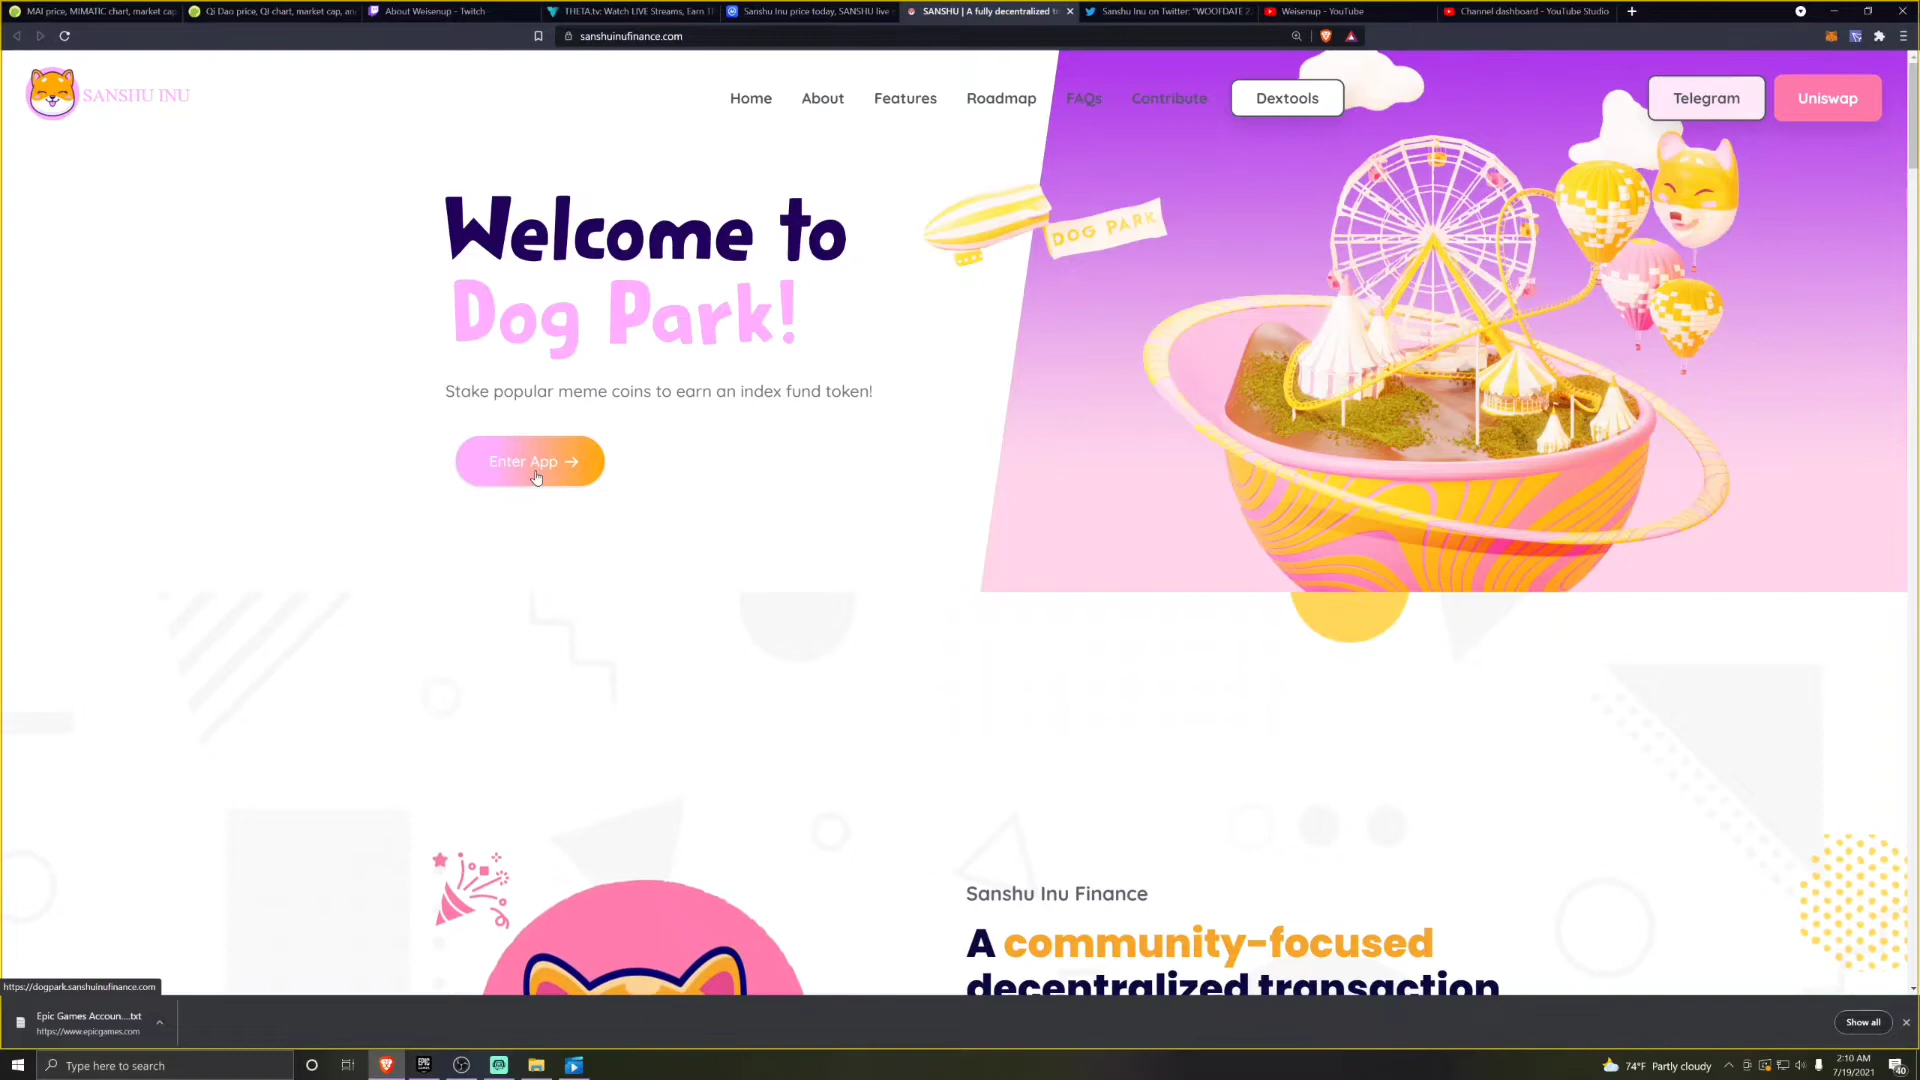 MAI price, MIMATIC chart, market cap
Qi Dao price, QI chart, market cap, an
About Weisenup - Twitch
THETA.tv: Watch LIVE Streams, Earn T
Sanshu Inu price today, SANSHU live
SANSHU | A fully decentralized tr
Sanshu Inu on Twitter: "WOOFDATE 2.
Weisenup - YouTube
Channel dashboard - YouTube Studio
sanshuinufinance.com
SANSHU INU
Home
About
Features
Roadmap
FAQs
Contribute
Dextools
Telegram
Uniswap
Welcome to
Dog Park!
DOG PARK
Stake popular meme coins to earn an index fund token!
Enter App →
Sanshu Inu Finance
A community-focused
decentralized transaction
https://dogpark.sanshuinufinance.com
Epic Games Accoun....txt
https://www.epicgames.com
Show all
Type here to search
EPIC
74°F Partly cloudy
2:10 AM
7/19/2021
40